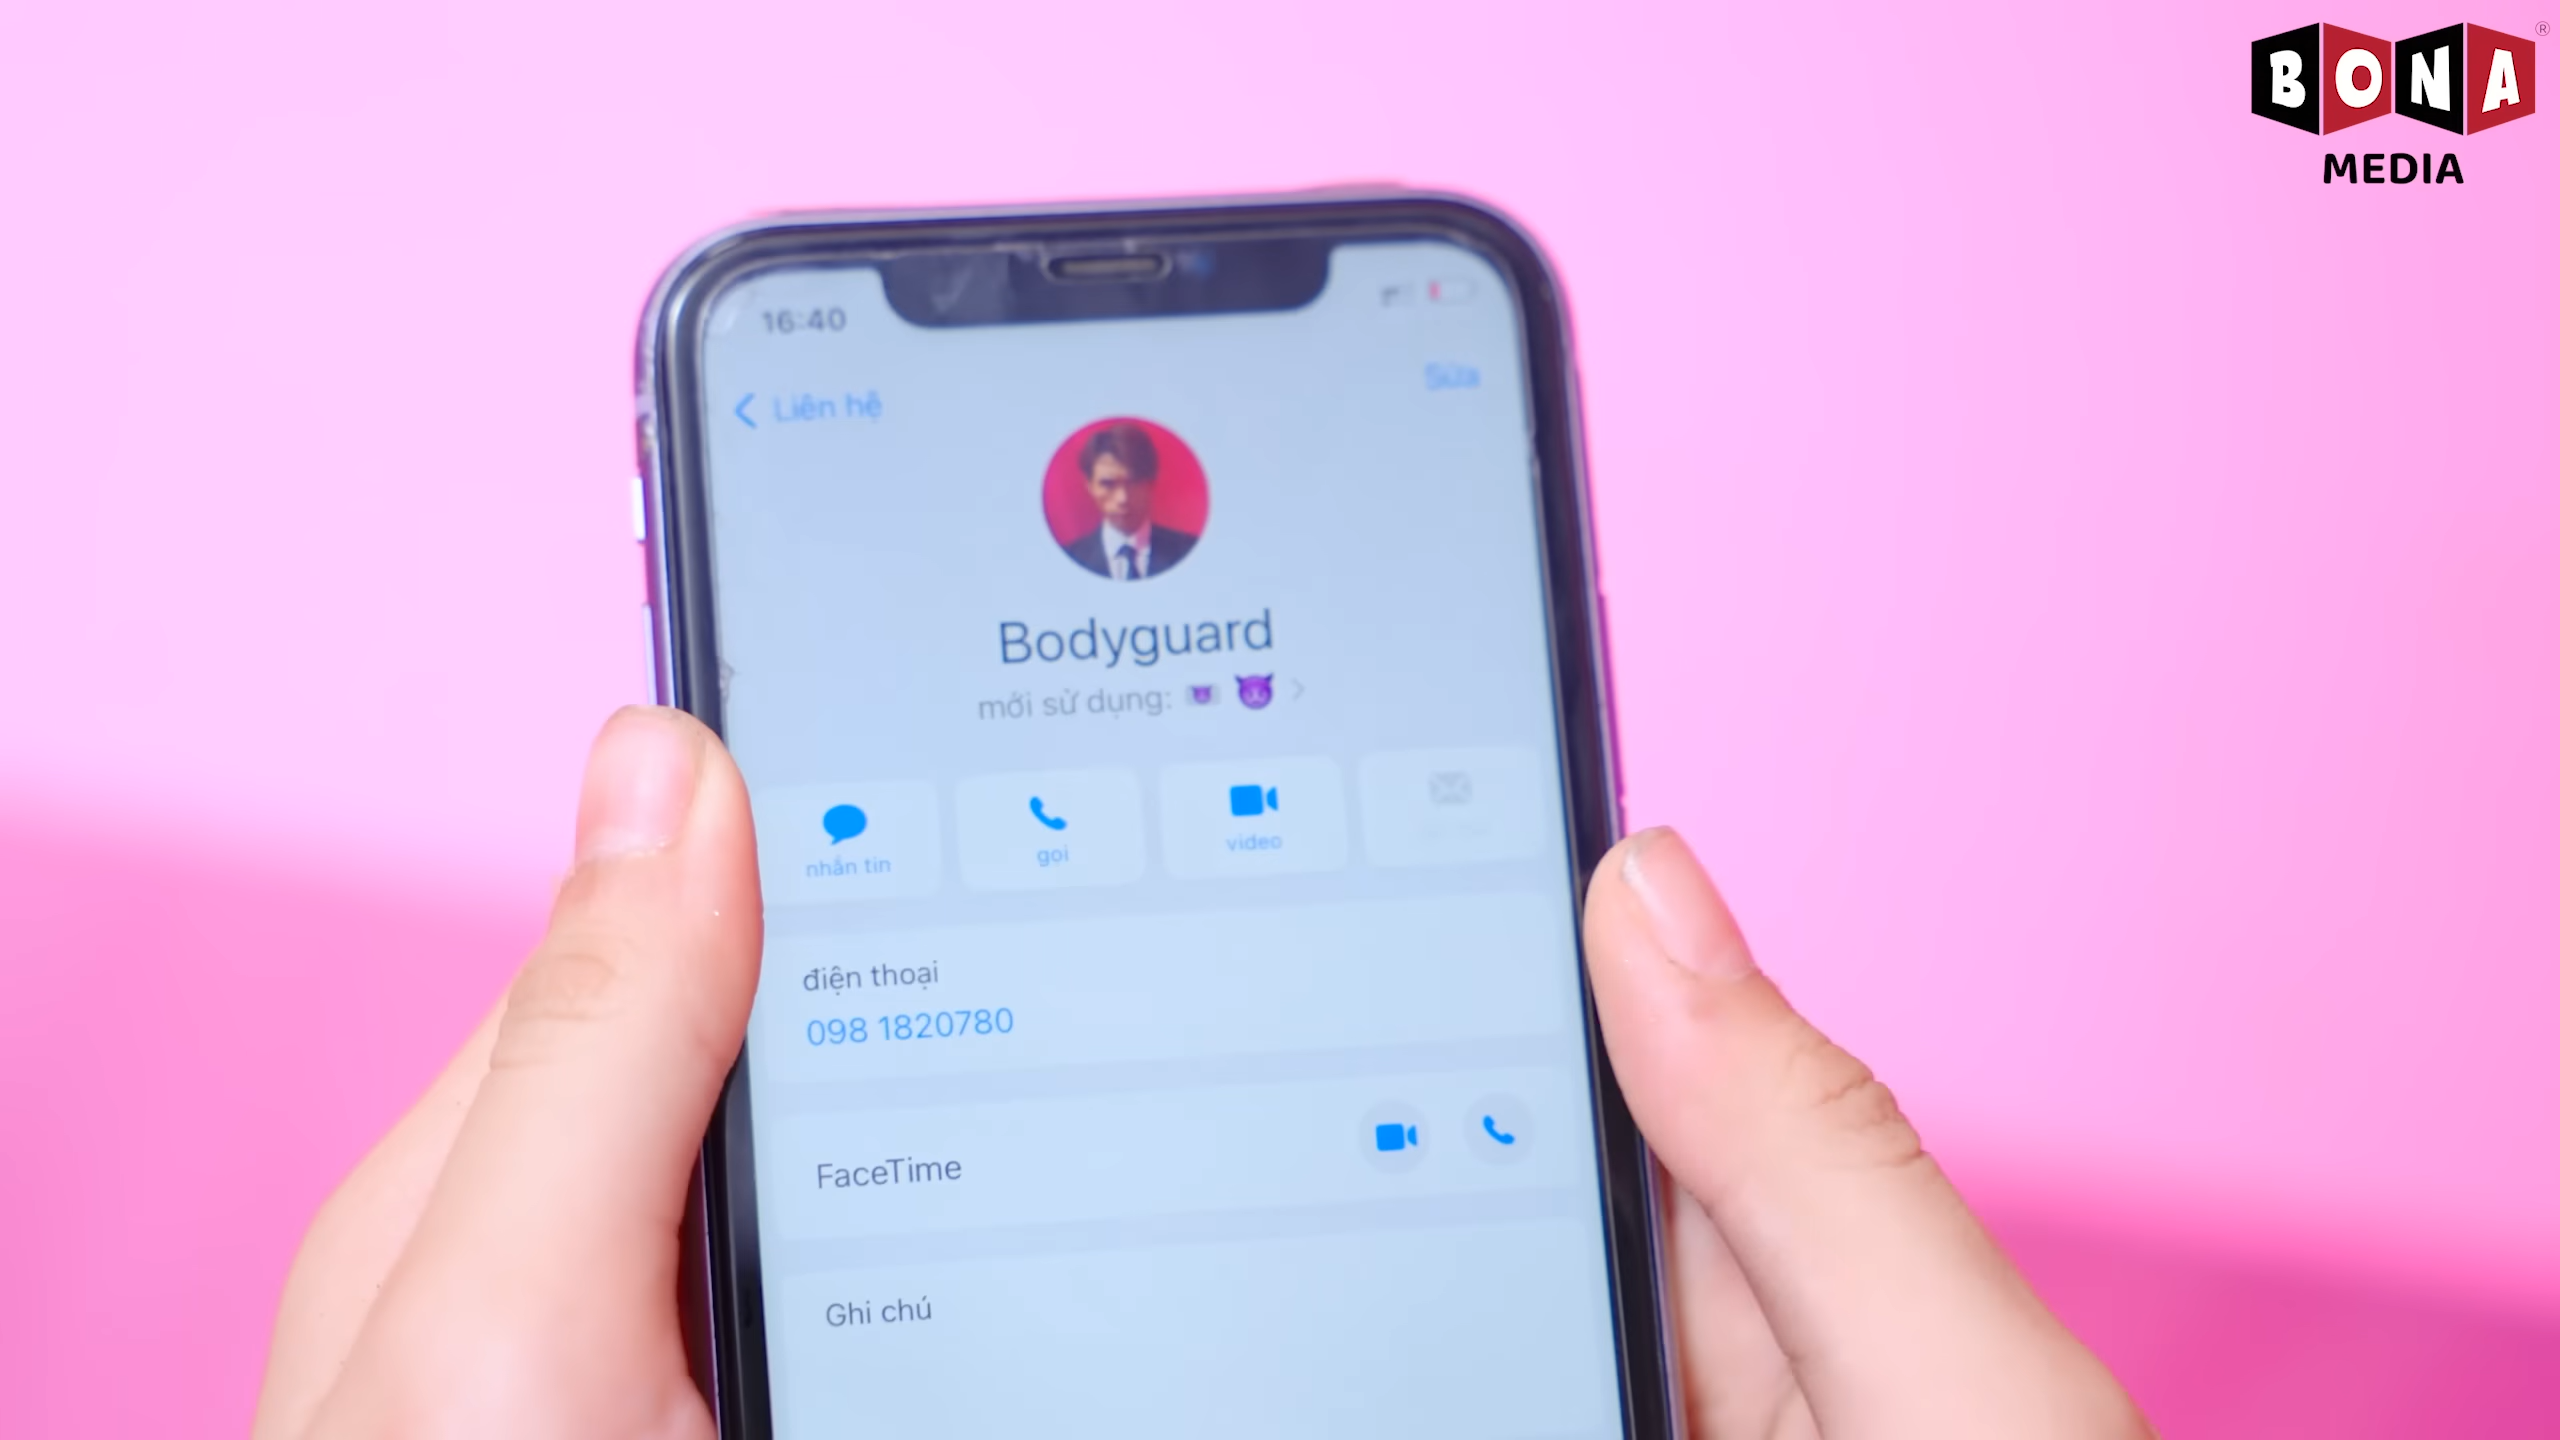 BONA
®
MEDIA
16:40
Liên hệ
Sửa
Bodyguard
mới sử dụng: 😈
nhắn tin
gọi
video
điện thoại
098 1820780
FaceTime
Ghi chú